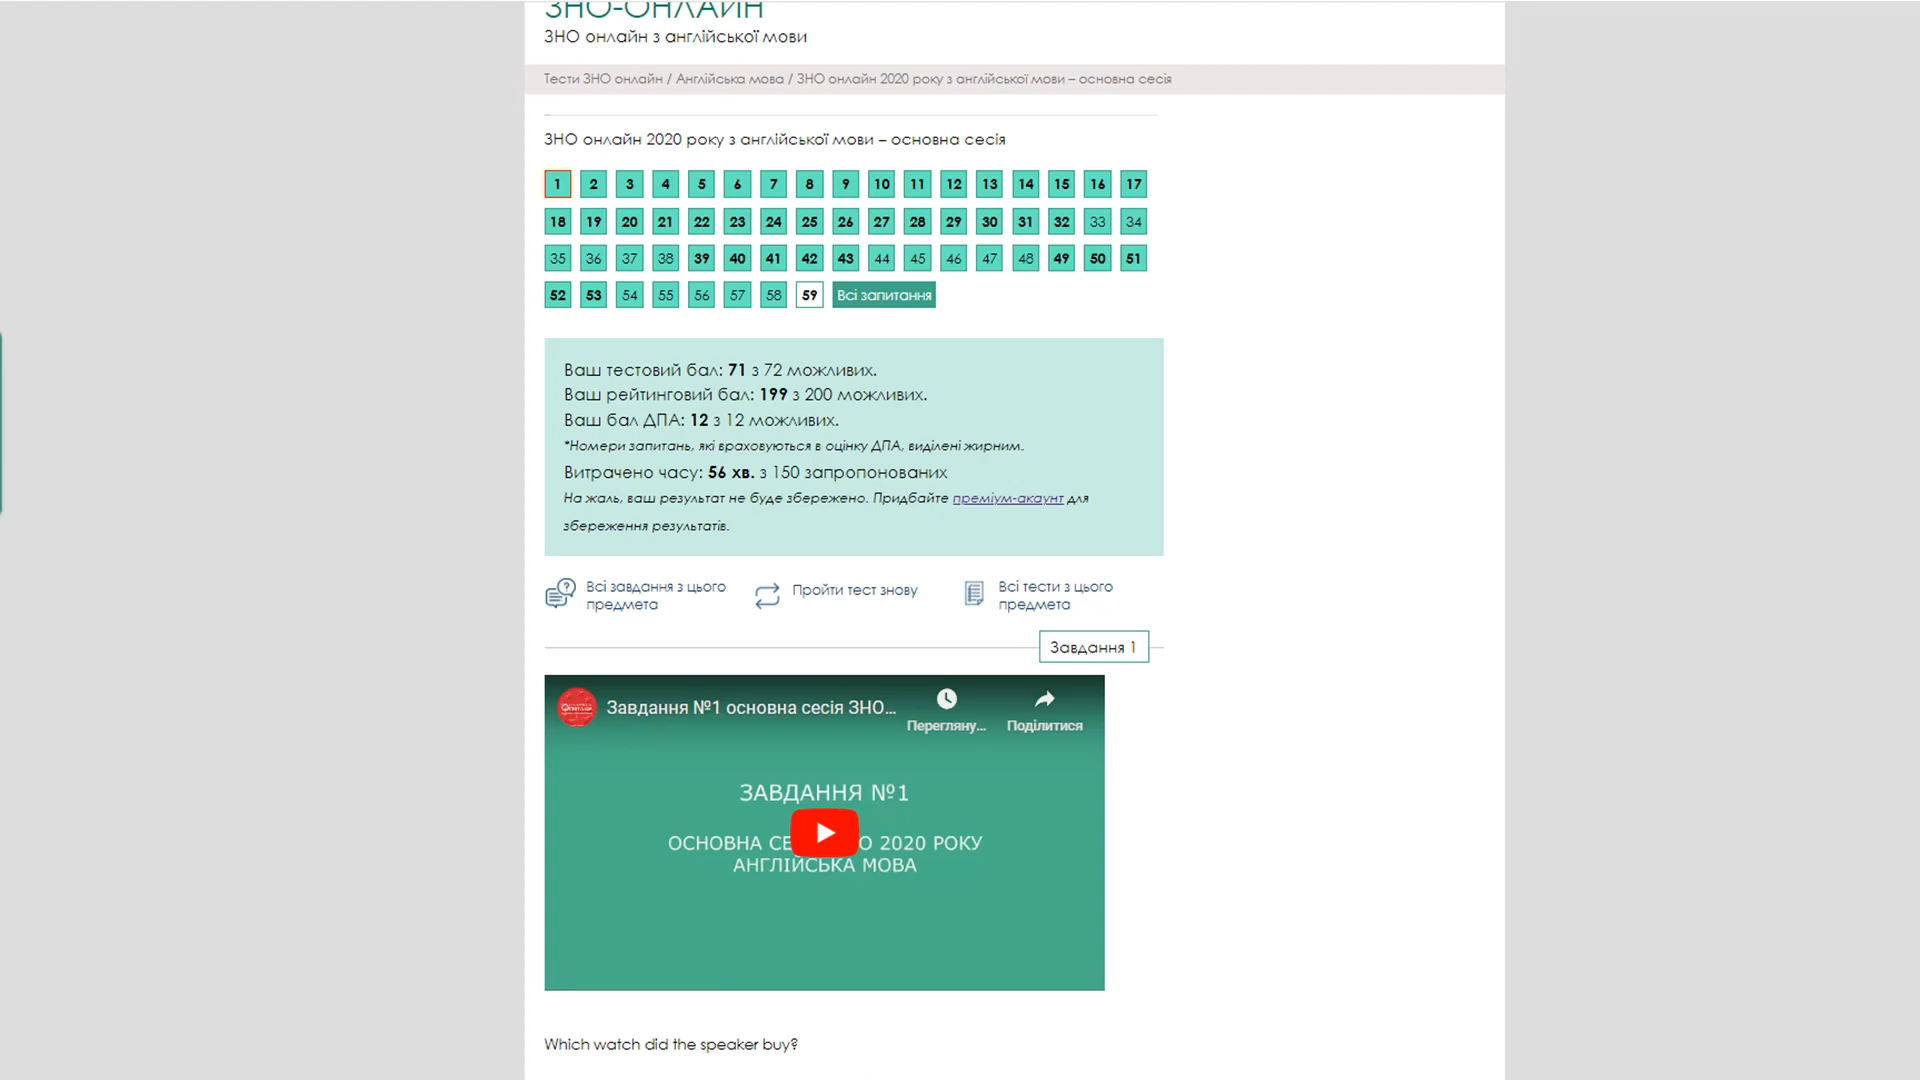 ЗНО-ОНЛАЙН
ЗНО онлайн з англійської мови
Тести ЗНО онлайн / Англійська мова / ЗНО онлайн 2020 року з англійської мови – основна сесія
ЗНО онлайн 2020 року з англійської мови – основна сесія
1 2 3 4 5 6 7 8 9 10 11 12 13 14 15 16 17
18 19 20 21 22 23 24 25 26 27 28 29 30 31 32 33 34
35 36 37 38 39 40 41 42 43 44 45 46 47 48 49 50 51
52 53 54 55 56 57 58 59 Всі запитання
Ваш тестовий бал: 71 з 72 можливих.
Ваш рейтинговий бал: 199 з 200 можливих.
Ваш бал ДПА: 12 з 12 можливих.
*Номери запитань, які враховуються в оцінку ДПА, виділені жирним.
Витрачено часу: 56 хв. з 150 запропонованих
На жаль, ваш результат не буде збережено. Придбайте преміум-акаунт для
збереження результатів.
Всі завдання з цього
предмета
Пройти тест знову
Всі тести з цього
предмета
Завдання 1
Завдання №1 основна сесія ЗНО...
Перегляну...
Поділитися
ЗАВДАННЯ №1
ОСНОВНА СЕ О 2020 РОКУ
АНГЛІЙСЬКА МОВА
Which watch did the speaker buy?